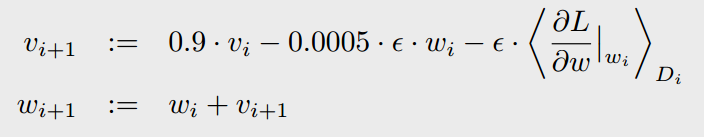 v_{i+1} := 0.9 · v_i − 0.0005 · ϵ · w_i − ϵ · ⟨ ∂L/∂w |_{w_i} ⟩_{D_i}
w_{i+1} := w_i + v_{i+1}